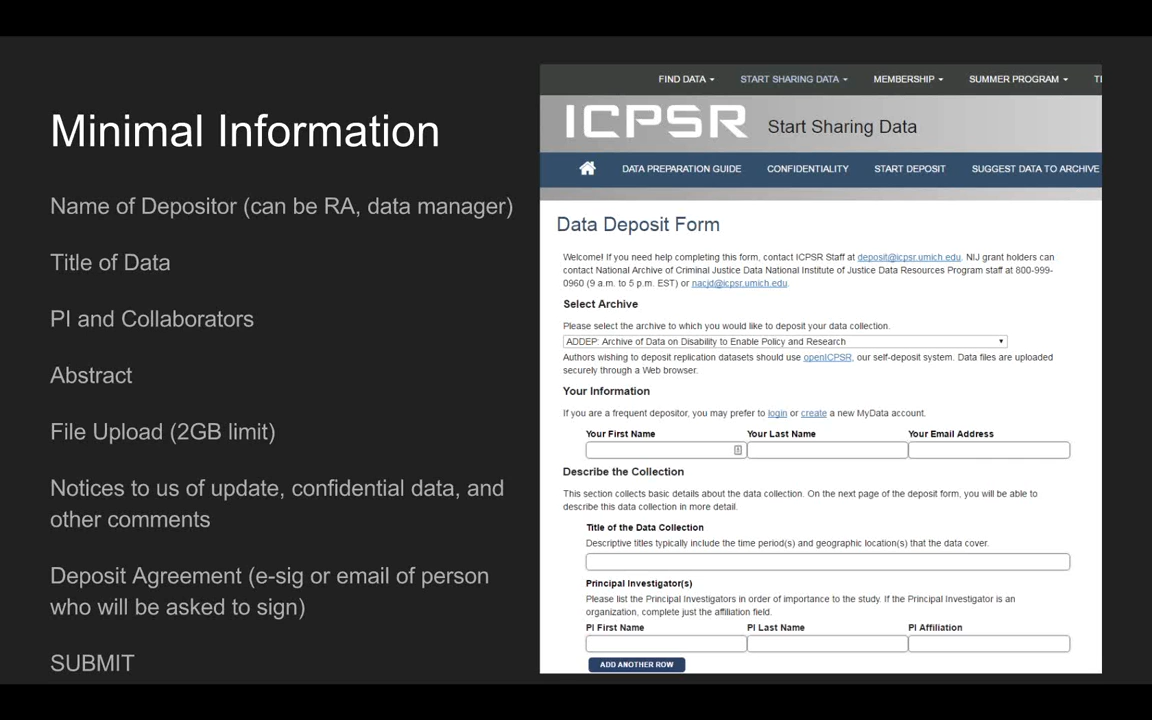 Minimal Information
Name of Depositor (can be RA, data manager)
Title of Data
PI and Collaborators
Abstract
File Upload (2GB limit)
Notices to us of update, confidential data, and
other comments
Deposit Agreement (e-sig or email of person
who will be asked to sign)
SUBMIT
FIND DATA START SHARING DATA MEMBERSHIP SUMMER PROGRAM
ICPSR Start Sharing Data
DATA PREPARATION GUIDE CONFIDENTIALITY START DEPOSIT SUGGEST DATA TO ARCHIVE
Data Deposit Form
Welcome! If you need help completing this form, contact ICPSR Staff at deposit@icpsr.umich.edu. NIJ grant holders can
contact National Archive of Criminal Justice Data National Institute of Justice Data Resources Program staff at 800-999-
0960 (9 a.m. to 5 p.m. EST) or nacjd@icpsr.umich.edu.
Select Archive
Please select the archive to which you would like to deposit your data collection.
ADDEP: Archive of Data on Disability to Enable Policy and Research
Authors wishing to deposit replication datasets should use openICPSR, our self-deposit system. Data files are uploaded
securely through a Web browser.
Your Information
If you are a frequent depositor, you may prefer to login or create a new MyData account.
Your First Name Your Last Name Your Email Address
Describe the Collection
This section collects basic details about the data collection. On the next page of the deposit form, you will be able to
describe this data collection in more detail.
Title of the Data Collection
Descriptive titles typically include the time period(s) and geographic location(s) that the data cover.
Principal Investigator(s)
Please list the Principal Investigators in order of importance to the study. If the Principal Investigator is an
organization, complete just the affiliation field.
PI First Name PI Last Name PI Affiliation
ADD ANOTHER ROW